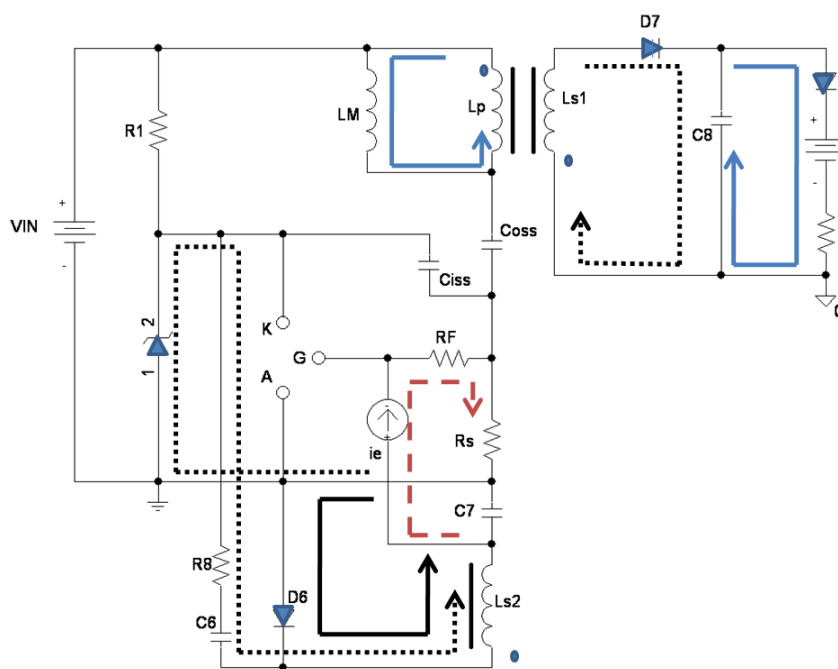 D7
R1
LM
Lp
Ls1
C8
+
-
+
VIN
-
Coss
Ciss
2
1
K
G
A
RF
-
+
ie
Rs
C7
R8
C6
D6
Ls2